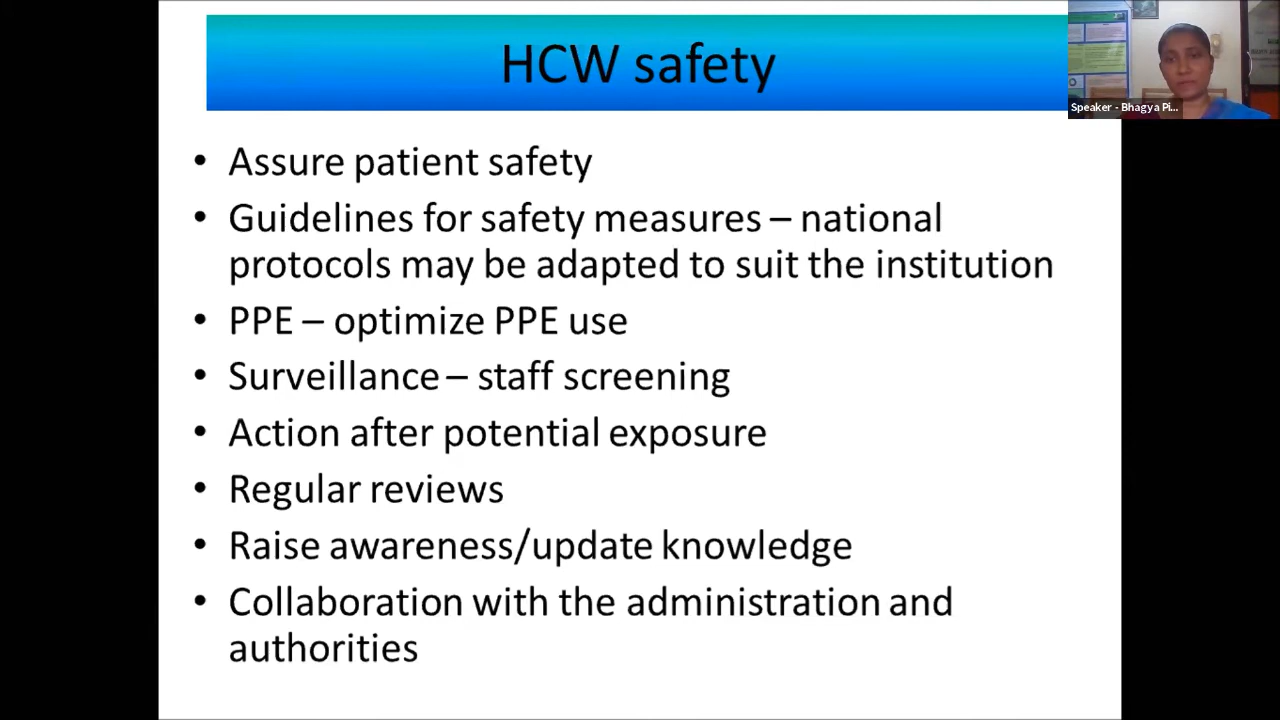 HCW safety
Speaker - Bhagya Pi...
• Assure patient safety
• Guidelines for safety measures – national
protocols may be adapted to suit the institution
• PPE – optimize PPE use
• Surveillance – staff screening
• Action after potential exposure
• Regular reviews
• Raise awareness/update knowledge
• Collaboration with the administration and
authorities